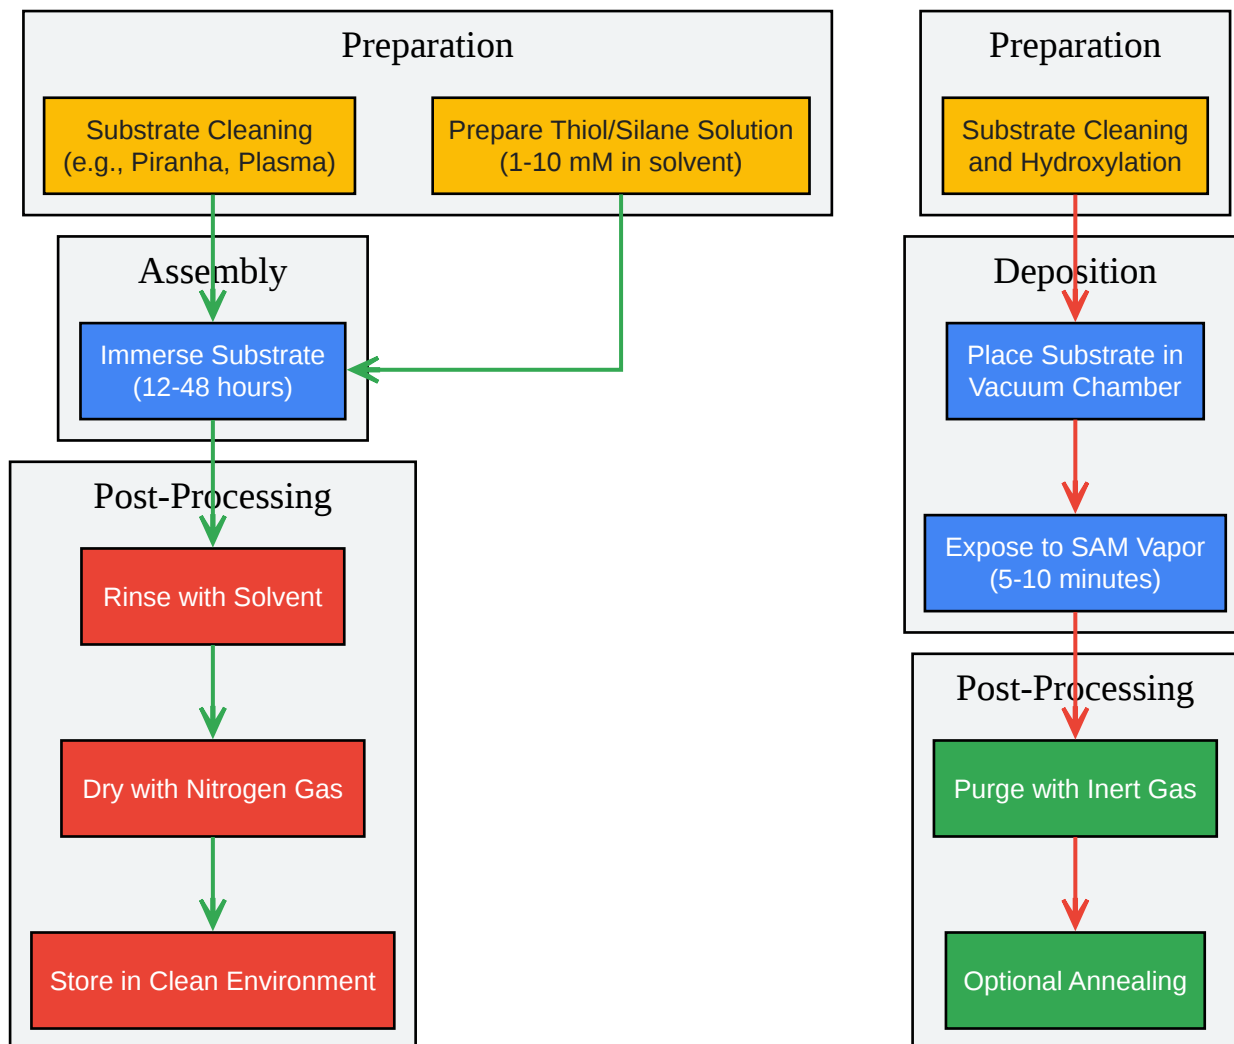 Preparation
Substrate Cleaning
(e.g., Piranha, Plasma)
Prepare Thiol/Silane Solution
(1-10 mM in solvent)
Assembly
Immerse Substrate
(12-48 hours)
Post-Processing
Rinse with Solvent
Dry with Nitrogen Gas
Store in Clean Environment
Preparation
Substrate Cleaning
and Hydroxylation
Deposition
Place Substrate in
Vacuum Chamber
Expose to SAM Vapor
(5-10 minutes)
Post-Processing
Purge with Inert Gas
Optional Annealing